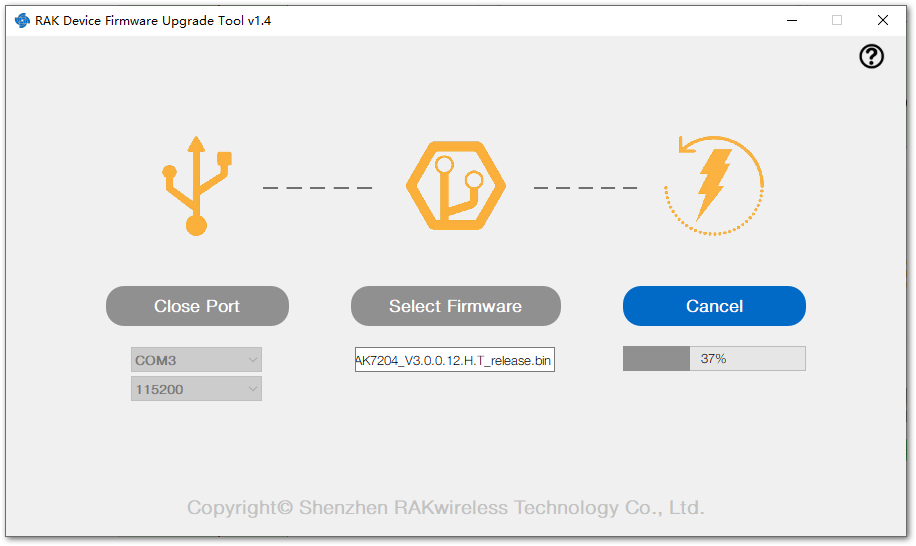 RAK Device Firmware Upgrade Tool v1.4
Close Port
Select Firmware
Cancel
COM3
AK7204_V3.0.0.12.H.T_release.bin
37%
115200
Copyright© Shenzhen RAKwireless Technology Co., Ltd.